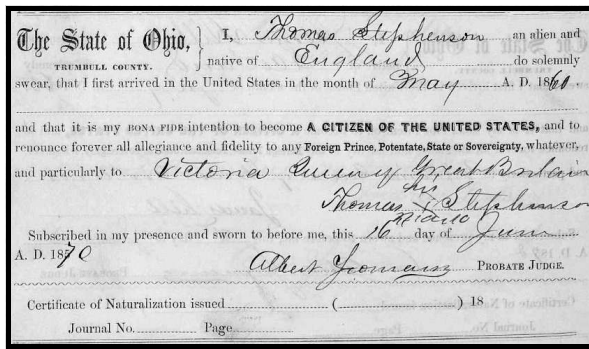 The State of Ohio, } I, Thomas Stephenson an alien and
TRUMBULL COUNTY. native of England do solemnly
swear, that I first arrived in the United States in the month of May A. D. 1860.
and that it is my BONA FIDE intention to become A CITIZEN OF THE UNITED STATES, and to
renounce forever all allegiance and fidelity to any Foreign Prince, Potentate, State or Sovereignty, whatever,
and particularly to Victoria Queen of Great Britain
his
Thomas X Stephenson
mark
Subscribed in my presence and sworn to before me, this 16 day of June
A. D. 1870
Albert Yeomans PROBATE JUDGE.
Certificate of Naturalization issued ( ) 18
Journal No. Page